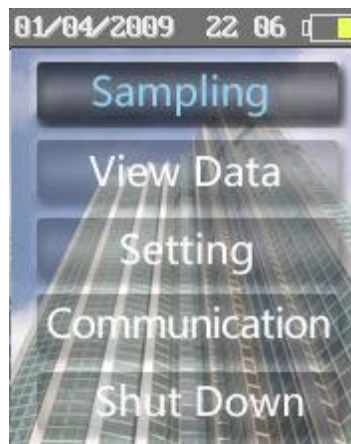 01/04/2009 22 06
Sampling
View Data
Setting
Communication
Shut Down